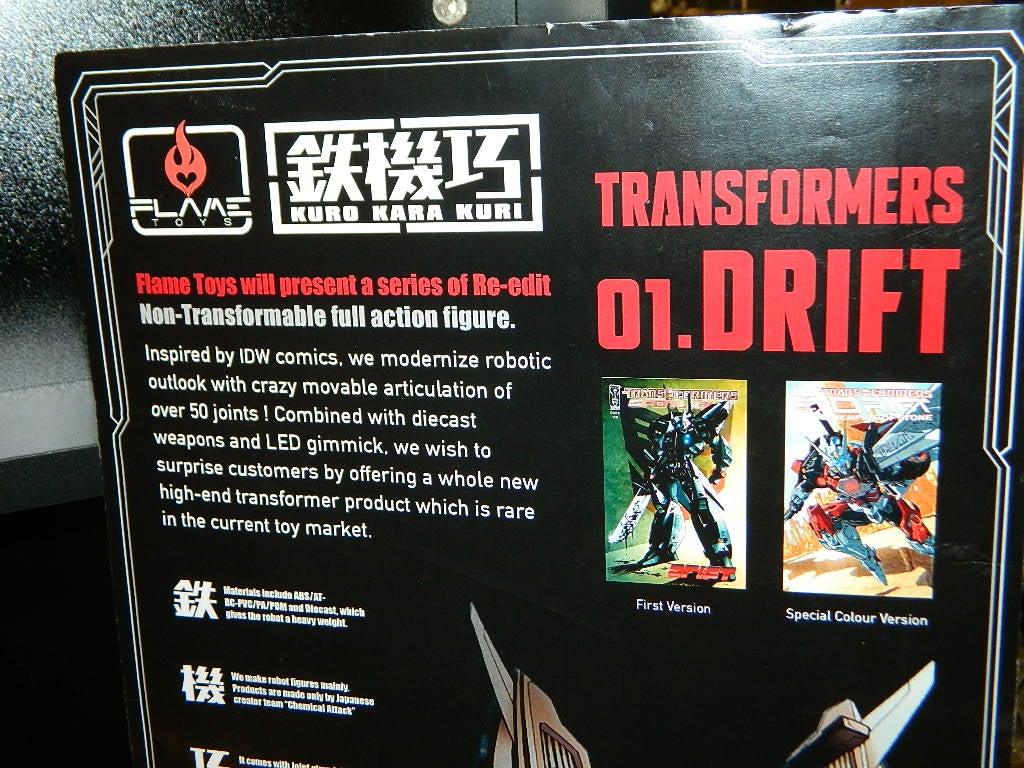 FLAME
TOYS
鉄機巧
KURO KARA KURI
TRANSFORMERS
01.DRIFT
Flame Toys will present a series of Re-edit
Non-Transformable full action figure.
Inspired by IDW comics, we modernize robotic
outlook with crazy movable articulation of
over 50 joints ! Combined with diecast
weapons and LED gimmick, we wish to
surprise customers by offering a whole new
high-end transformer product which is rare
in the current toy market.
TRANSFORMERS
DRIFT
First Version
TRANSFORMERS
Special Colour Version
鉄
Materials include ABS/AT-
BC-PVC/PA/POM and Diecast, which
gives the robot a heavy weight.
機
We make robot figures mainly.
Products are made only by Japanese
creator team "Chemical Attack"
巧
It comes with